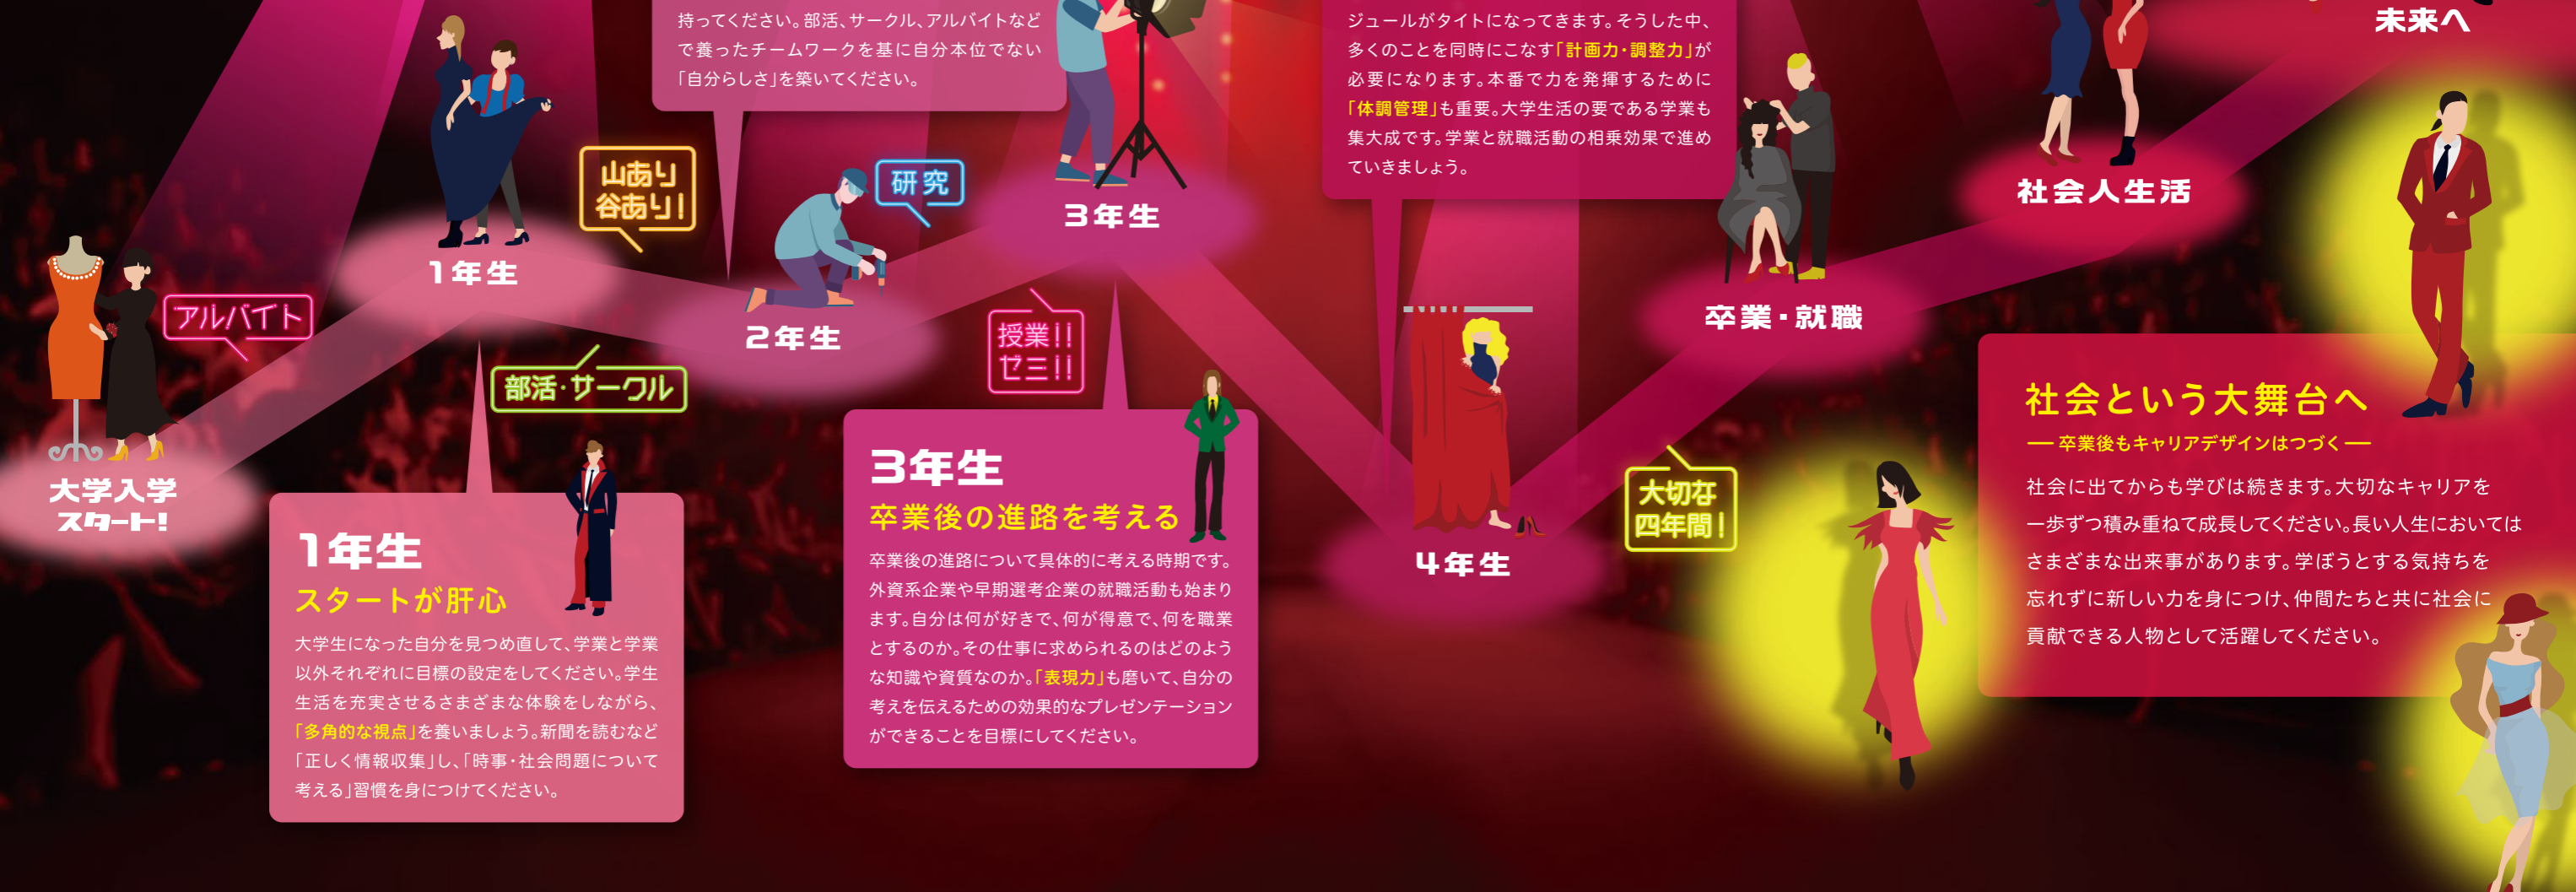 持ってください。部活、サークル、アルバイトなど
で養ったチームワークを基に自分本位でない
「自分らしさ」を築いてください。
ジュールがタイトになってきます。そうした中、
多くのことを同時にこなす「計画力・調整力」が
必要になります。本番で力を発揮するために
「体調管理」も重要。大学生活の要である学業も
集大成です。学業と就職活動の相乗効果で進め
ていきましょう。
未来へ
社会人生活
卒業・就職
山あり
谷あり!
研究
3年生
1年生
アルバイト
2年生
授業!!
ゼミ!!
部活・サークル
大学入学
スタート!
4年生
大切な
四年間!
1年生
スタートが肝心
大学生になった自分を見つめ直して、学業と学業
以外それぞれに目標の設定をしてください。学生
生活を充実させるさまざまな体験をしながら、
「多角的な視点」を養いましょう。新聞を読むなど
「正しく情報収集」し、「時事・社会問題について
考える」習慣を身につけてください。
3年生
卒業後の進路を考える
卒業後の進路について具体的に考える時期です。
外資系企業や早期選考企業の就職活動も始まり
ます。自分は何が好きで、何が得意で、何を職業
とするのか。その仕事に求められるのはどのよう
な知識や資質なのか。「表現力」も磨いて、自分の
考えを伝えるための効果的なプレゼンテーション
ができることを目標にしてください。
社会という大舞台へ
― 卒業後もキャリアデザインはつづく ―
社会に出てからも学びは続きます。大切なキャリアを
一歩ずつ積み重ねて成長してください。長い人生においては
さまざまな出来事があります。学ぼうとする気持ちを
忘れずに新しい力を身につけ、仲間たちと共に社会に
貢献できる人物として活躍してください。